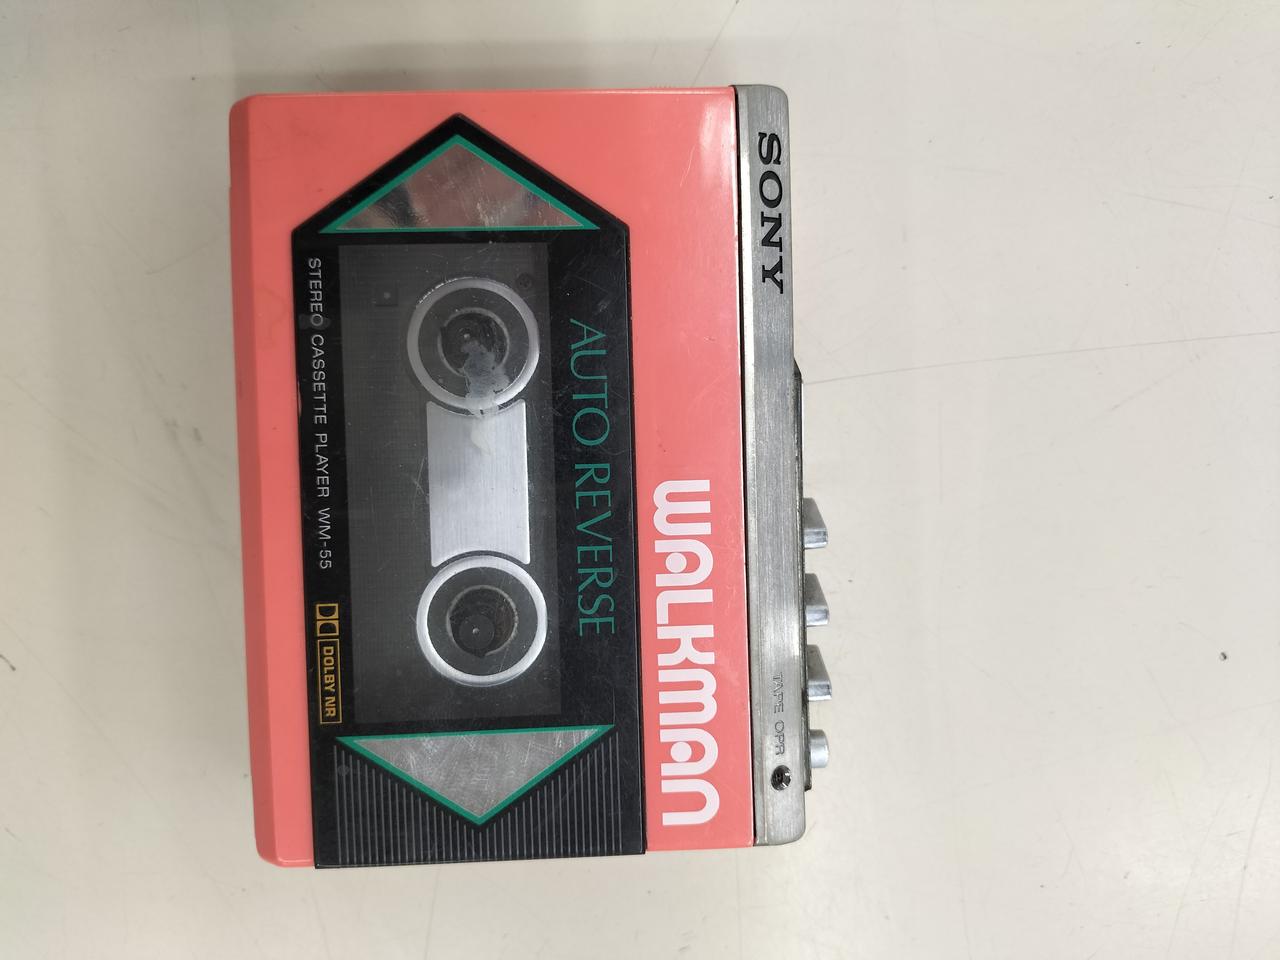 SONY
TAPE OPR
WALKMAN
AUTO REVERSE
STEREO CASSETTE PLAYER WM-55
DOLBY NR